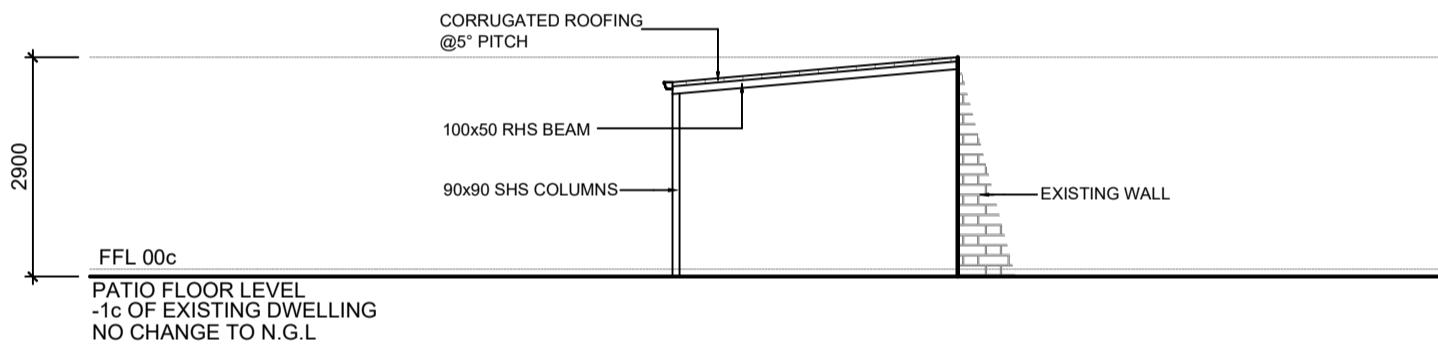 CORRUGATED ROOFING
@5° PITCH
100x50 RHS BEAM
2900
90x90 SHS COLUMNS
EXISTING WALL
FFL 00c
PATIO FLOOR LEVEL
-1c OF EXISTING DWELLING
NO CHANGE TO N.G.L